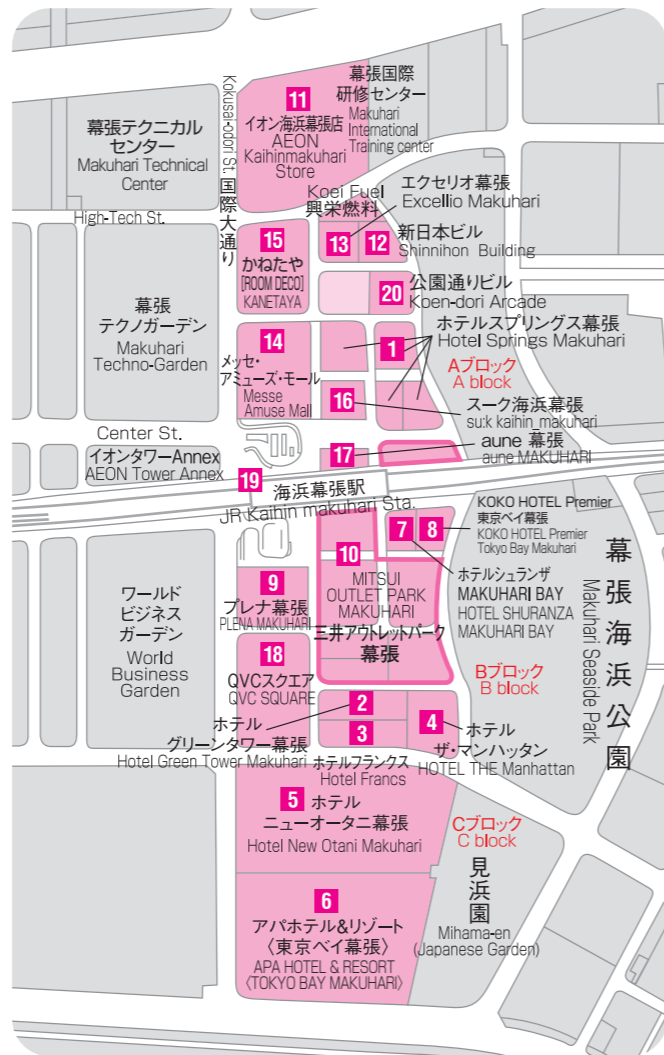 11
イオン海浜幕張店
AEON
Kaihinmakuhari
Store
幕張国際
研修センター
Makuhari
International
Training center
幕張テクニカル
センター
Makuhari Technical
Center
Kokusai-odori St.
国際大通り
High-Tech St.
Koei Fuel
興栄燃料
エクセリオ幕張
Excellio Makuhari
15
かねたや
[ROOM DECO]
KANETAYA
13
12
新日本ビル
Shinnihon Building
20
公園通りビル
Koen-dori Arcade
幕張
テクノガーデン
Makuhari
Techno-Garden
14
メッセ・
アミューズ・モール
Messe
Amuse Mall
1
ホテルスプリングス幕張
Hotel Springs Makuhari
Aブロック
A block
16
スーク海浜幕張
su:k kaihin_makuhari
Center St.
17
aune 幕張
aune MAKUHARI
イオンタワーAnnex
AEON Tower Annex
19
海浜幕張駅
JR Kaihin makuhari Sta.
7
8
KOKO HOTEL Premier
東京ベイ幕張
KOKO HOTEL Premier
Tokyo Bay Makuhari
10
MITSUI
OUTLET PARK
MAKUHARI
三井アウトレットパーク
幕張
ホテルシュランザ
MAKUHARI BAY
HOTEL SHURANZA
MAKUHARI BAY
幕張海浜公園
Makuhari Seaside Park
9
プレナ幕張
PLENA MAKUHARI
ワールド
ビジネス
ガーデン
World
Business
Garden
18
QVCスクエア
QVC SQUARE
Bブロック
B block
2
ホテル
グリーンタワー幕張
Hotel Green Tower Makuhari
3
ホテルフランクス
Hotel Francs
4
ホテル
ザ・マンハッタン
HOTEL THE Manhattan
5
ホテル
ニューオータニ幕張
Hotel New Otani Makuhari
Cブロック
C block
見浜園
Mihama-en
(Japanese Garden)
6
アパホテル&リゾート
〈東京ベイ幕張〉
APA HOTEL & RESORT
〈TOKYO BAY MAKUHARI〉